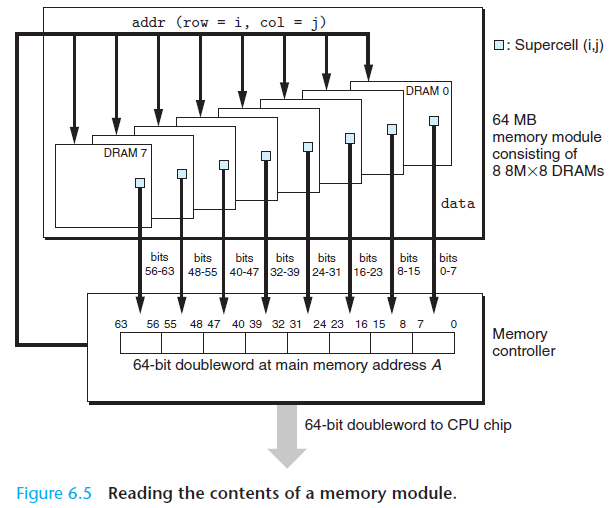 addr (row = i, col = j)
: Supercell (i,j)
DRAM 0
64 MB
memory module
consisting of
8 8M×8 DRAMs
DRAM 7
data
bits
56-63
bits
48-55
bits
40-47
bits
32-39
bits
24-31
bits
16-23
bits
8-15
bits
0-7
63 56 55 48 47 40 39 32 31 24 23 16 15 8 7 0
64-bit doubleword at main memory address A
Memory
controller
64-bit doubleword to CPU chip
Figure 6.5 Reading the contents of a memory module.